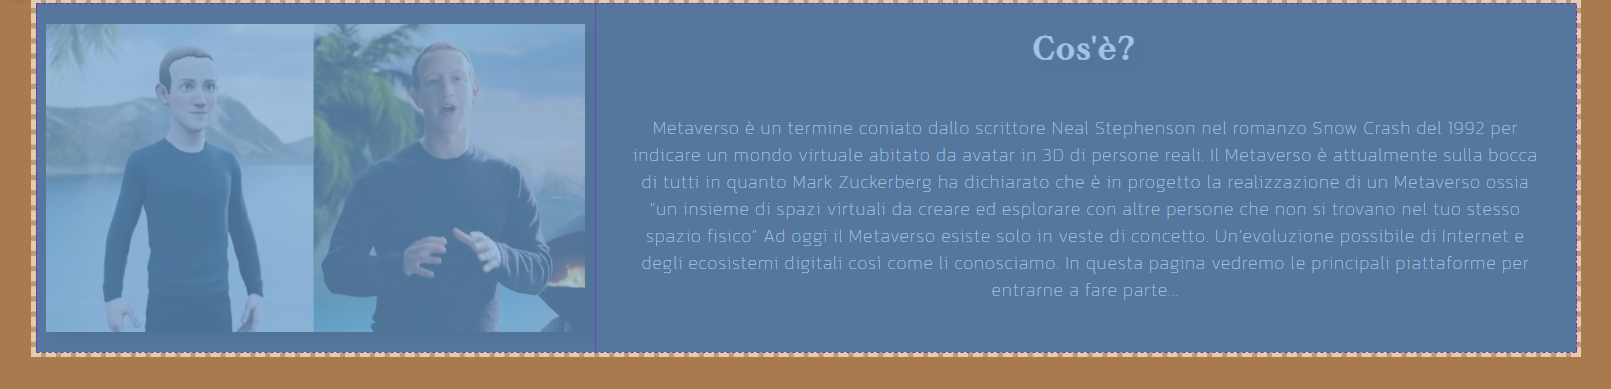 Cos'è?
Metaverso è un termine coniato dallo scrittore Neal Stephenson nel romanzo Snow Crash del 1992 per
indicare un mondo virtuale abitato da avatar in 3D di persone reali. Il Metaverso è attualmente sulla bocca
di tutti in quanto Mark Zuckerberg ha dichiarato che è in progetto la realizzazione di un Metaverso ossia
"un insieme di spazi virtuali da creare ed esplorare con altre persone che non si trovano nel tuo stesso
spazio fisico" Ad oggi il Metaverso esiste solo in veste di concetto. Un'evoluzione possibile di Internet e
degli ecosistemi digitali così come li conosciamo. In questa pagina vedremo le principali piattaforme per
entrarne a fare parte...